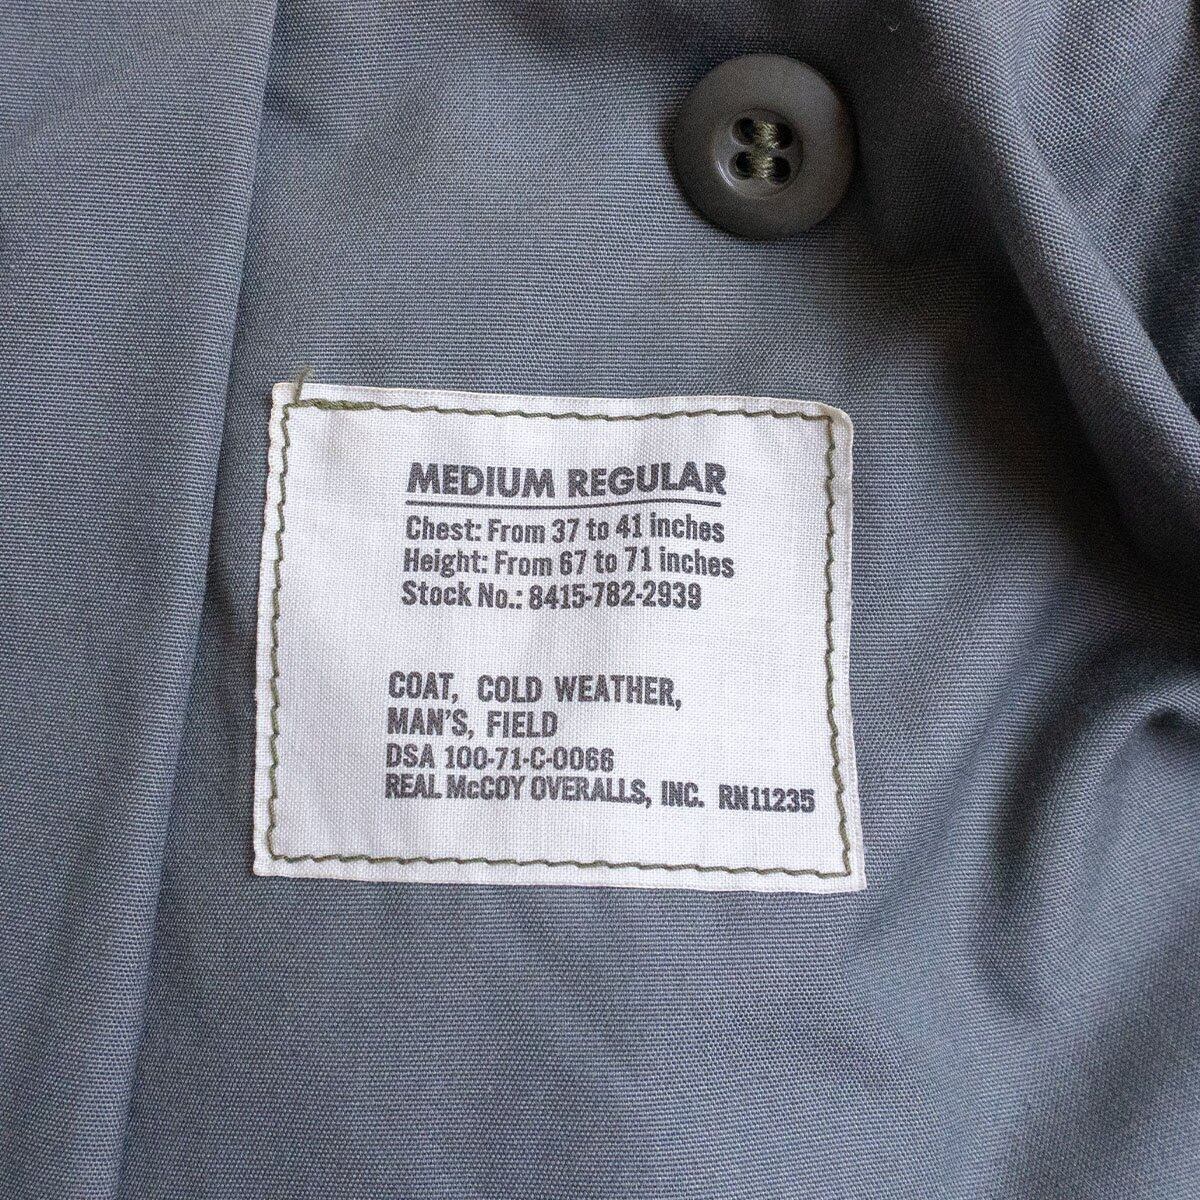 MEDIUM REGULAR
Chest: From 37 to 41 inches
Height: From 67 to 71 inches
Stock No.: 8415-782-2939
COAT, COLD WEATHER,
MAN'S, FIELD
DSA 100-71-C-0066
REAL McCOY OVERALLS, INC. RN11235